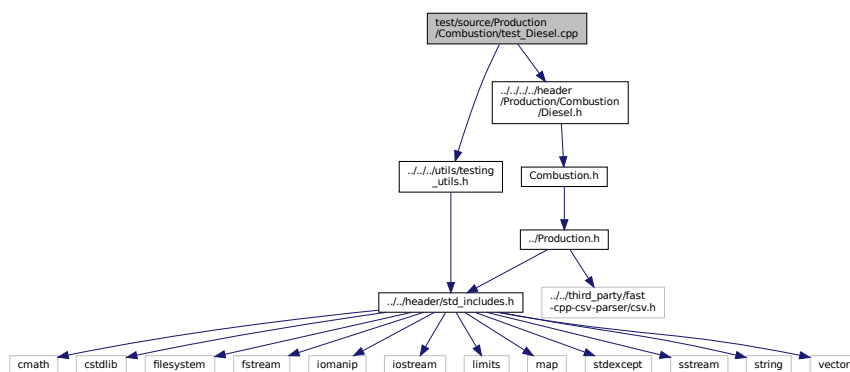 test/source/Production
/Combustion/test_Diesel.cpp
../../../../header
/Production/Combustion
/Diesel.h
../../../utils/testing
_utils.h
Combustion.h
../Production.h
../../header/std_includes.h
../../third_party/fast
-cpp-csv-parser/csv.h
cmath
cstdlib
filesystem
fstream
iomanip
iostream
limits
map
stdexcept
sstream
string
vector